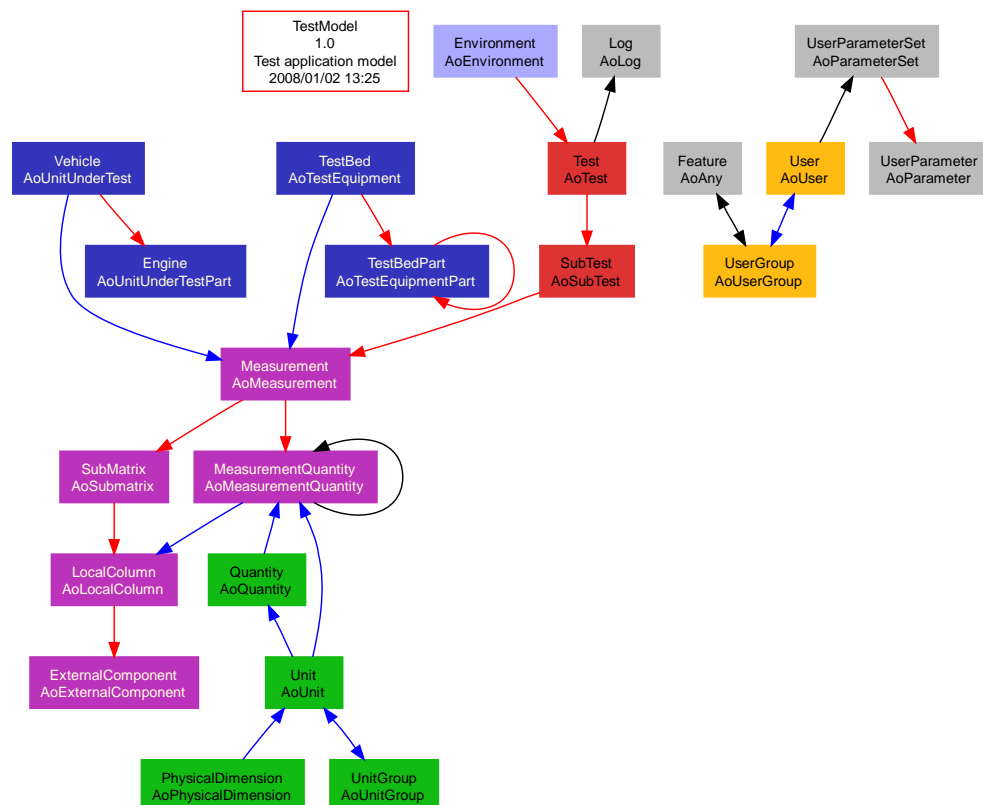 TestModel
1.0
Test application model
2008/01/02 13:25
Environment
AoEnvironment
Log
AoLog
UserParameterSet
AoParameterSet
Vehicle
AoUnitUnderTest
TestBed
AoTestEquipment
Test
AoTest
Feature
AoAny
User
AoUser
UserParameter
AoParameter
Engine
AoUnitUnderTestPart
TestBedPart
AoTestEquipmentPart
SubTest
AoSubTest
UserGroup
AoUserGroup
Measurement
AoMeasurement
SubMatrix
AoSubmatrix
MeasurementQuantity
AoMeasurementQuantity
LocalColumn
AoLocalColumn
Quantity
AoQuantity
ExternalComponent
AoExternalComponent
Unit
AoUnit
PhysicalDimension
AoPhysicalDimension
UnitGroup
AoUnitGroup